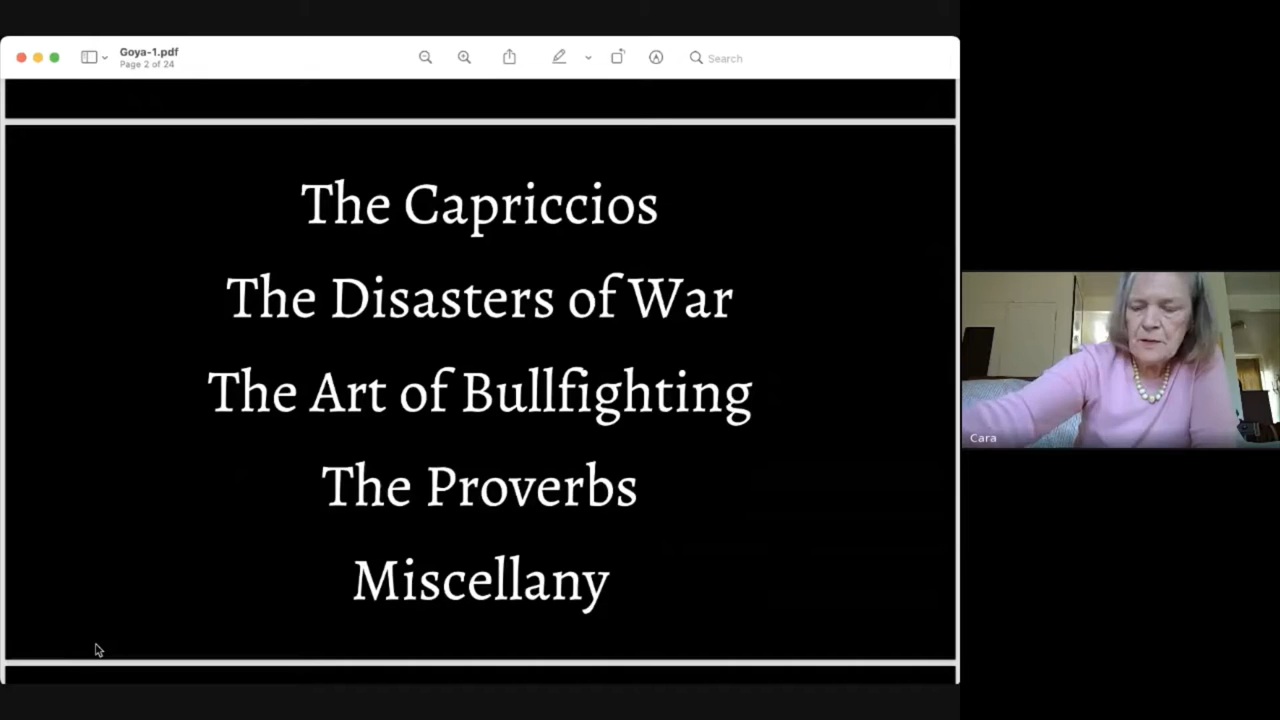 Goya-1.pdf
Page 2 of 24
Search
The Capriccios
The Disasters of War
The Art of Bullfighting
The Proverbs
Miscellany
Cara